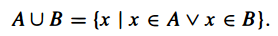 A ∪ B = {x | x ∈ A ∨ x ∈ B}.